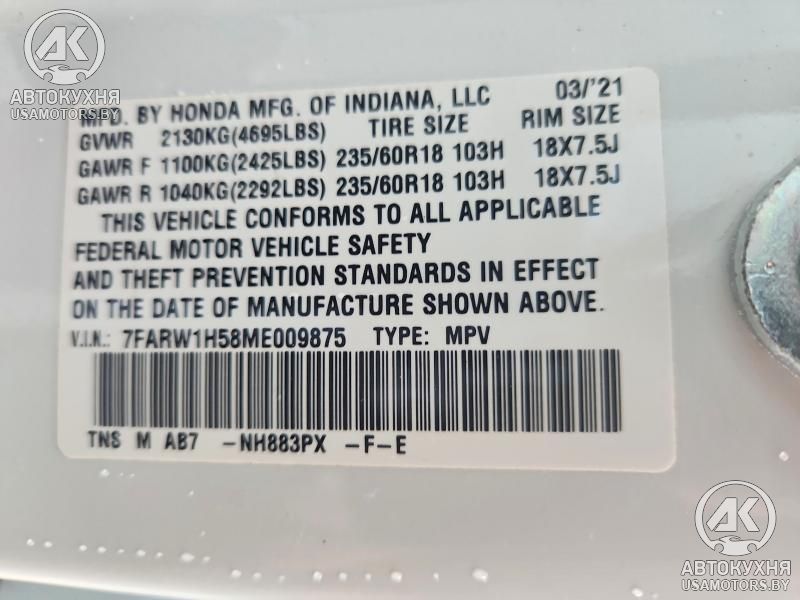 AK
АВТОКУХНЯ
USAMOTORS.BY
MFD. BY HONDA MFG. OF INDIANA, LLC 03/'21
GVWR 2130KG(4695LBS) TIRE SIZE RIM SIZE
GAWR F 1100KG(2425LBS) 235/60R18 103H 18X7.5J
GAWR R 1040KG(2292LBS) 235/60R18 103H 18X7.5J
THIS VEHICLE CONFORMS TO ALL APPLICABLE
FEDERAL MOTOR VEHICLE SAFETY
AND THEFT PREVENTION STANDARDS IN EFFECT
ON THE DATE OF MANUFACTURE SHOWN ABOVE.
V.I.N.: 7FARW1H58ME009875 TYPE: MPV
TNS M AB7 -NH883PX -F-E
AK
АВТОКУХНЯ
USAMOTORS.BY